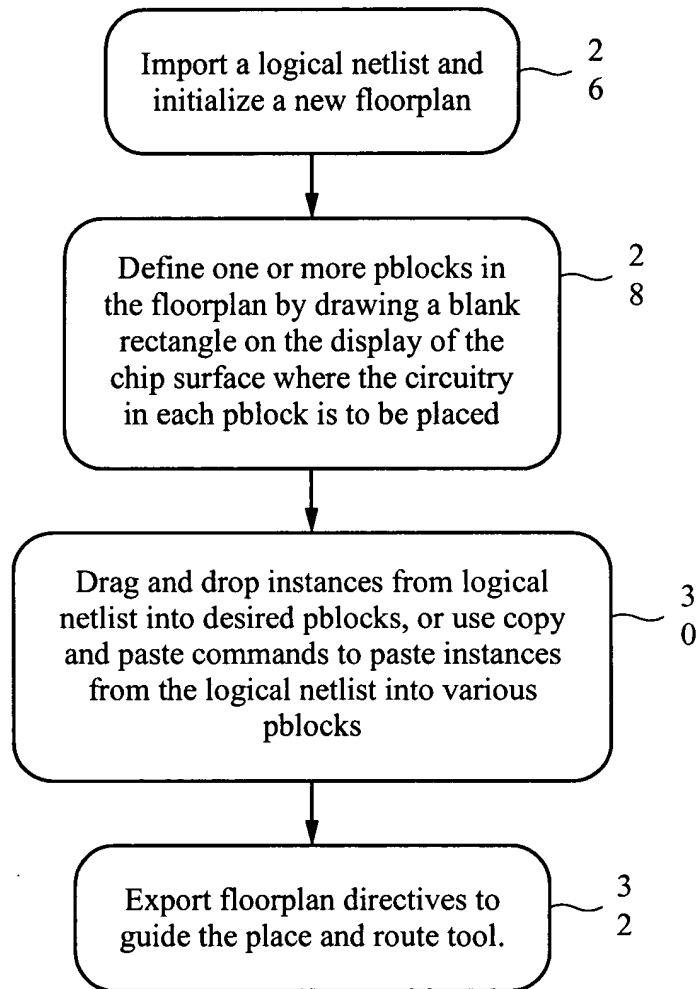 Import a logical netlist and
initialize a new floorplan
2
6
Define one or more pblocks in
the floorplan by drawing a blank
rectangle on the display of the
chip surface where the circuitry
in each pblock is to be placed
2
8
Drag and drop instances from logical
netlist into desired pblocks, or use copy
and paste commands to paste instances
from the logical netlist into various
pblocks
3
0
Export floorplan directives to
guide the place and route tool.
3
2